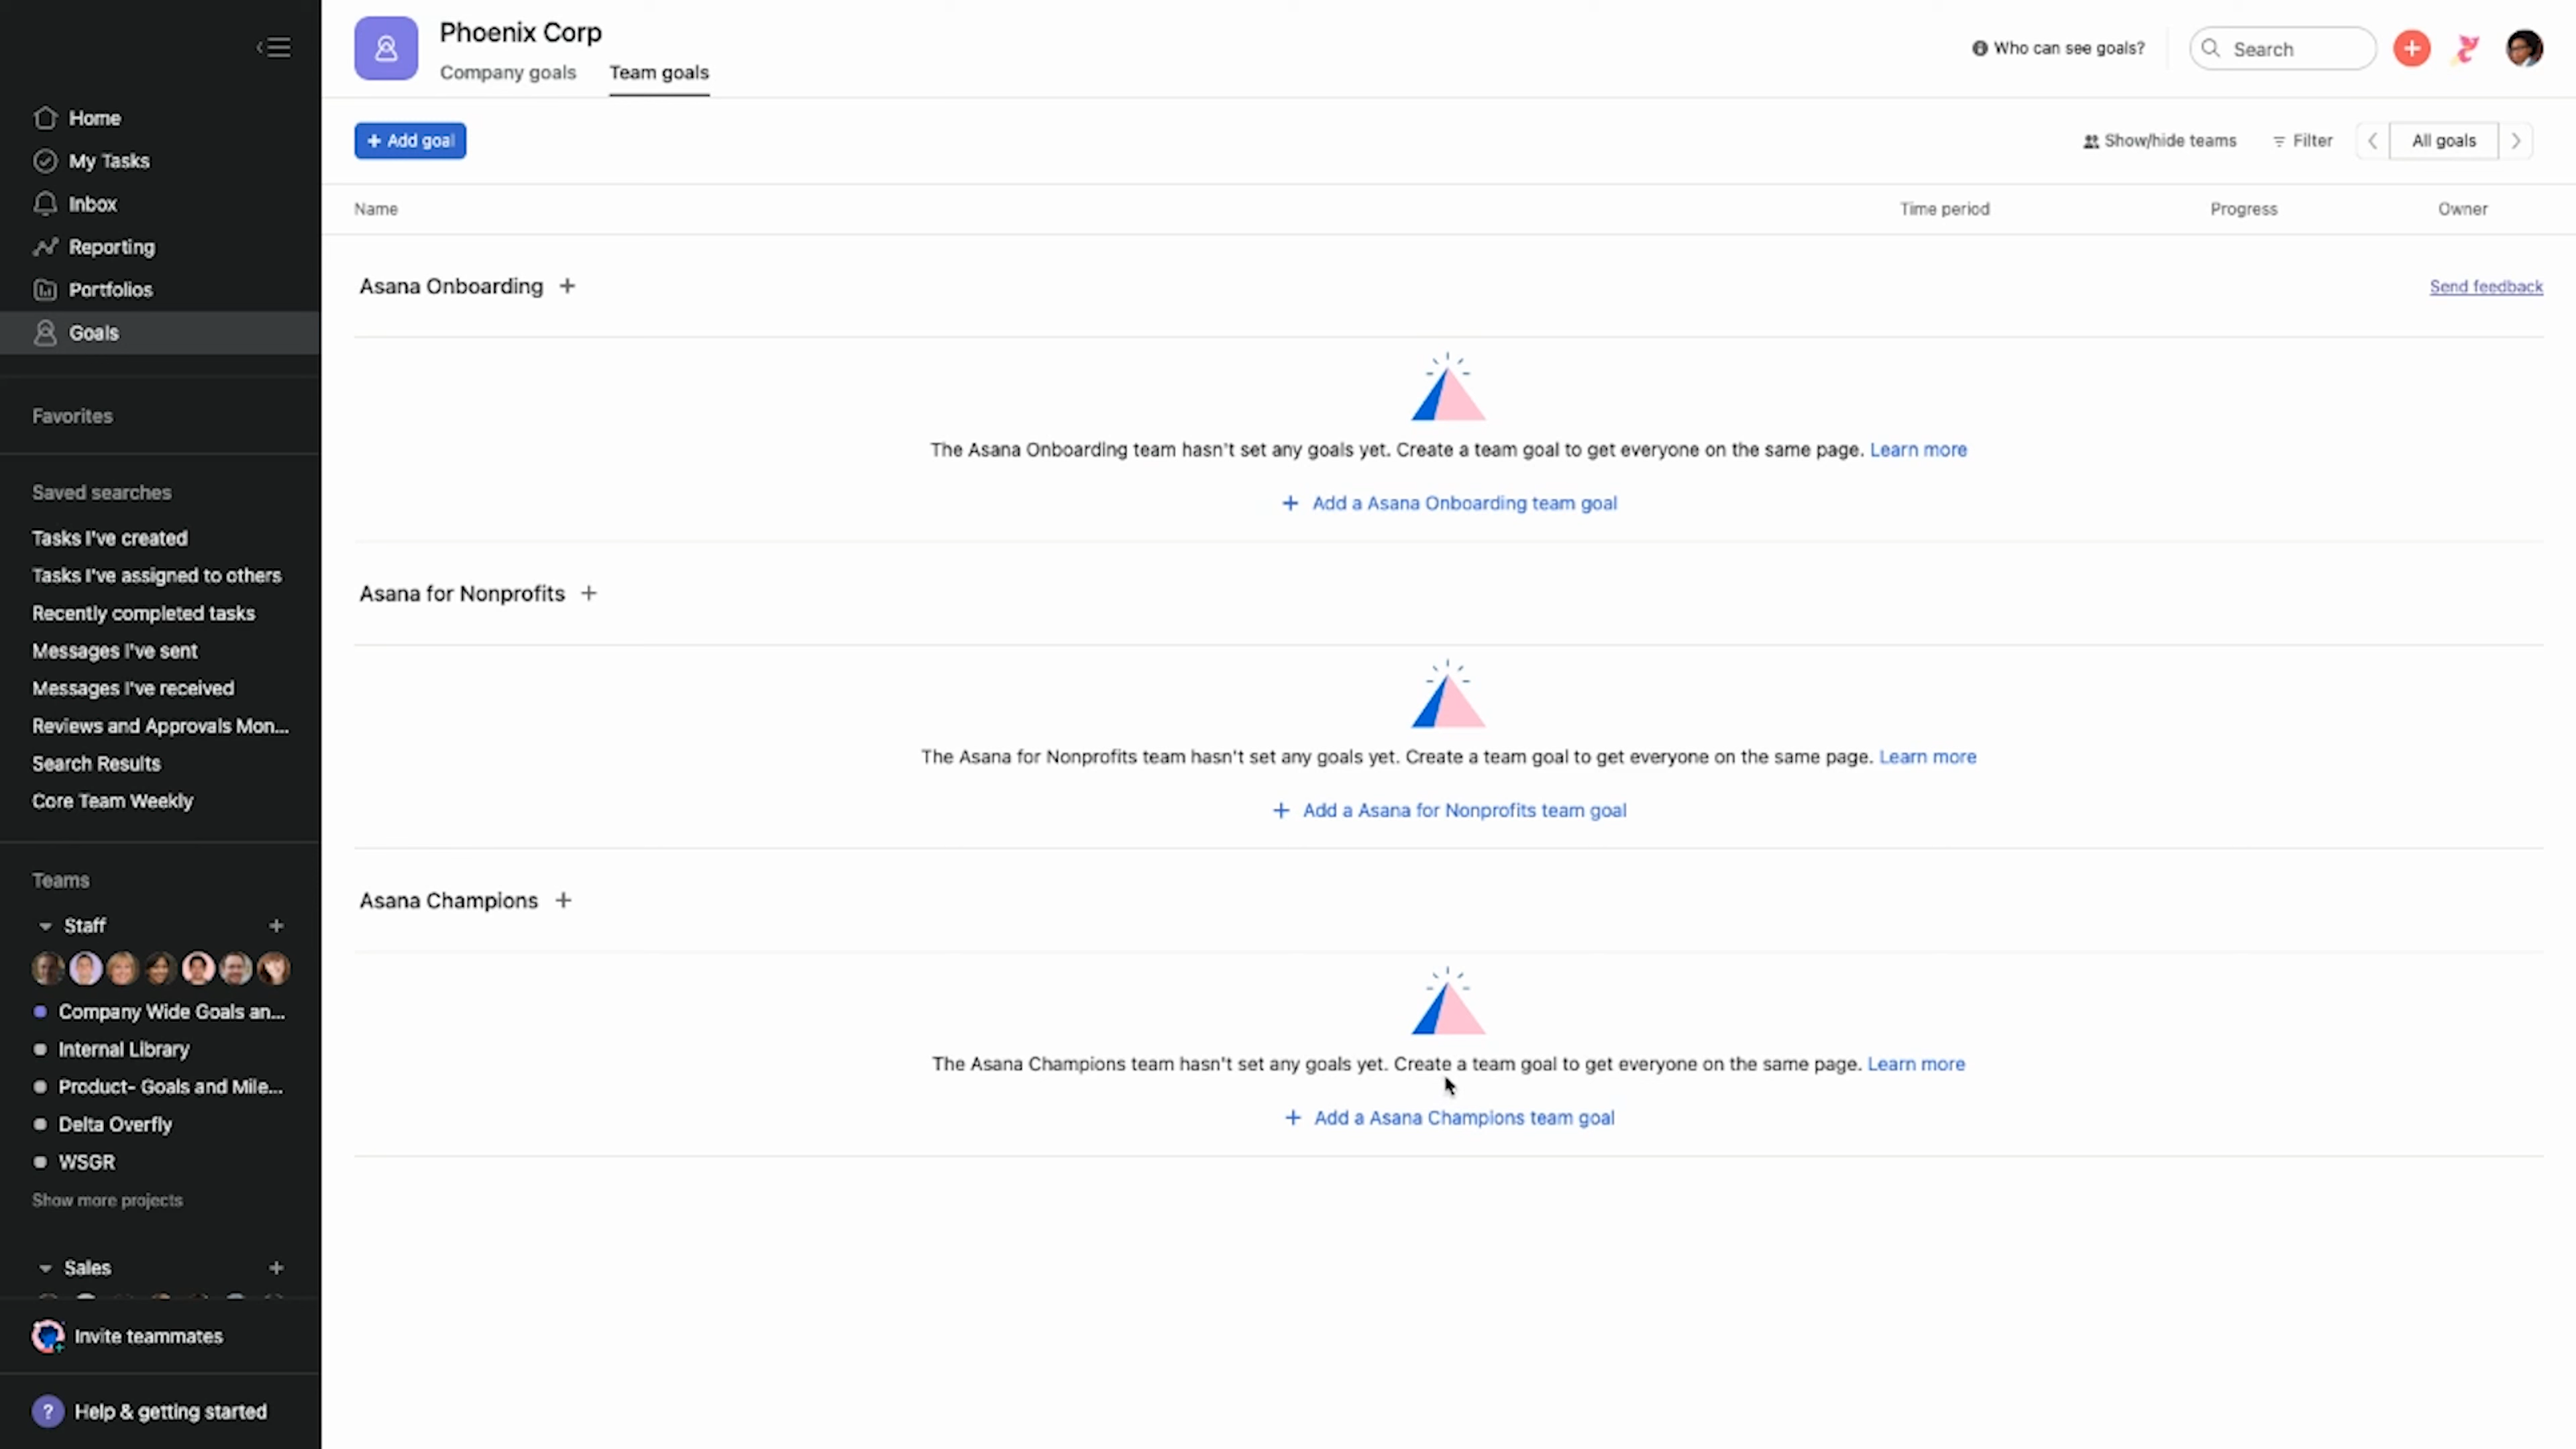 Phoenix Corp
Company goals
Team goals
Who can see goals?
Search
Home
My Tasks
Inbox
Reporting
Portfolios
Goals
Favorites
Saved searches
Tasks I've created
Tasks I've assigned to others
Recently completed tasks
Messages I've sent
Messages I've received
Reviews and Approvals Mon...
Search Results
Core Team Weekly
Teams
Staff
Company Wide Goals an...
Internal Library
Product- Goals and Mile...
Delta Overfly
WSGR
Show more projects
Sales
Invite teammates
? Help & getting started
+ Add goal
Show/hide teams
Filter
All goals
Name
Time period
Progress
Owner
Asana Onboarding +
Send feedback
The Asana Onboarding team hasn't set any goals yet. Create a team goal to get everyone on the same page. Learn more
+ Add a Asana Onboarding team goal
Asana for Nonprofits +
The Asana for Nonprofits team hasn't set any goals yet. Create a team goal to get everyone on the same page. Learn more
+ Add a Asana for Nonprofits team goal
Asana Champions +
The Asana Champions team hasn't set any goals yet. Create a team goal to get everyone on the same page. Learn more
+ Add a Asana Champions team goal